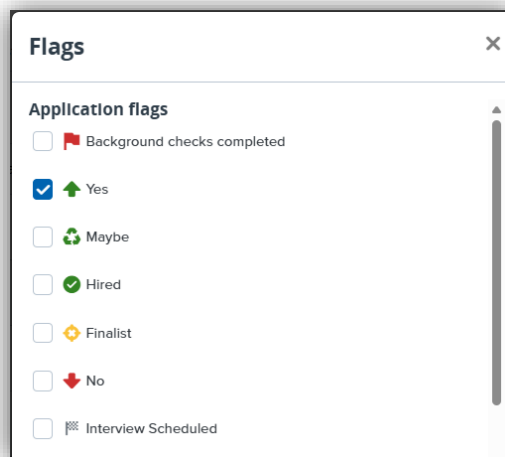 Flags
Application flags
Background checks completed
Yes
Maybe
Hired
Finalist
No
Interview Scheduled